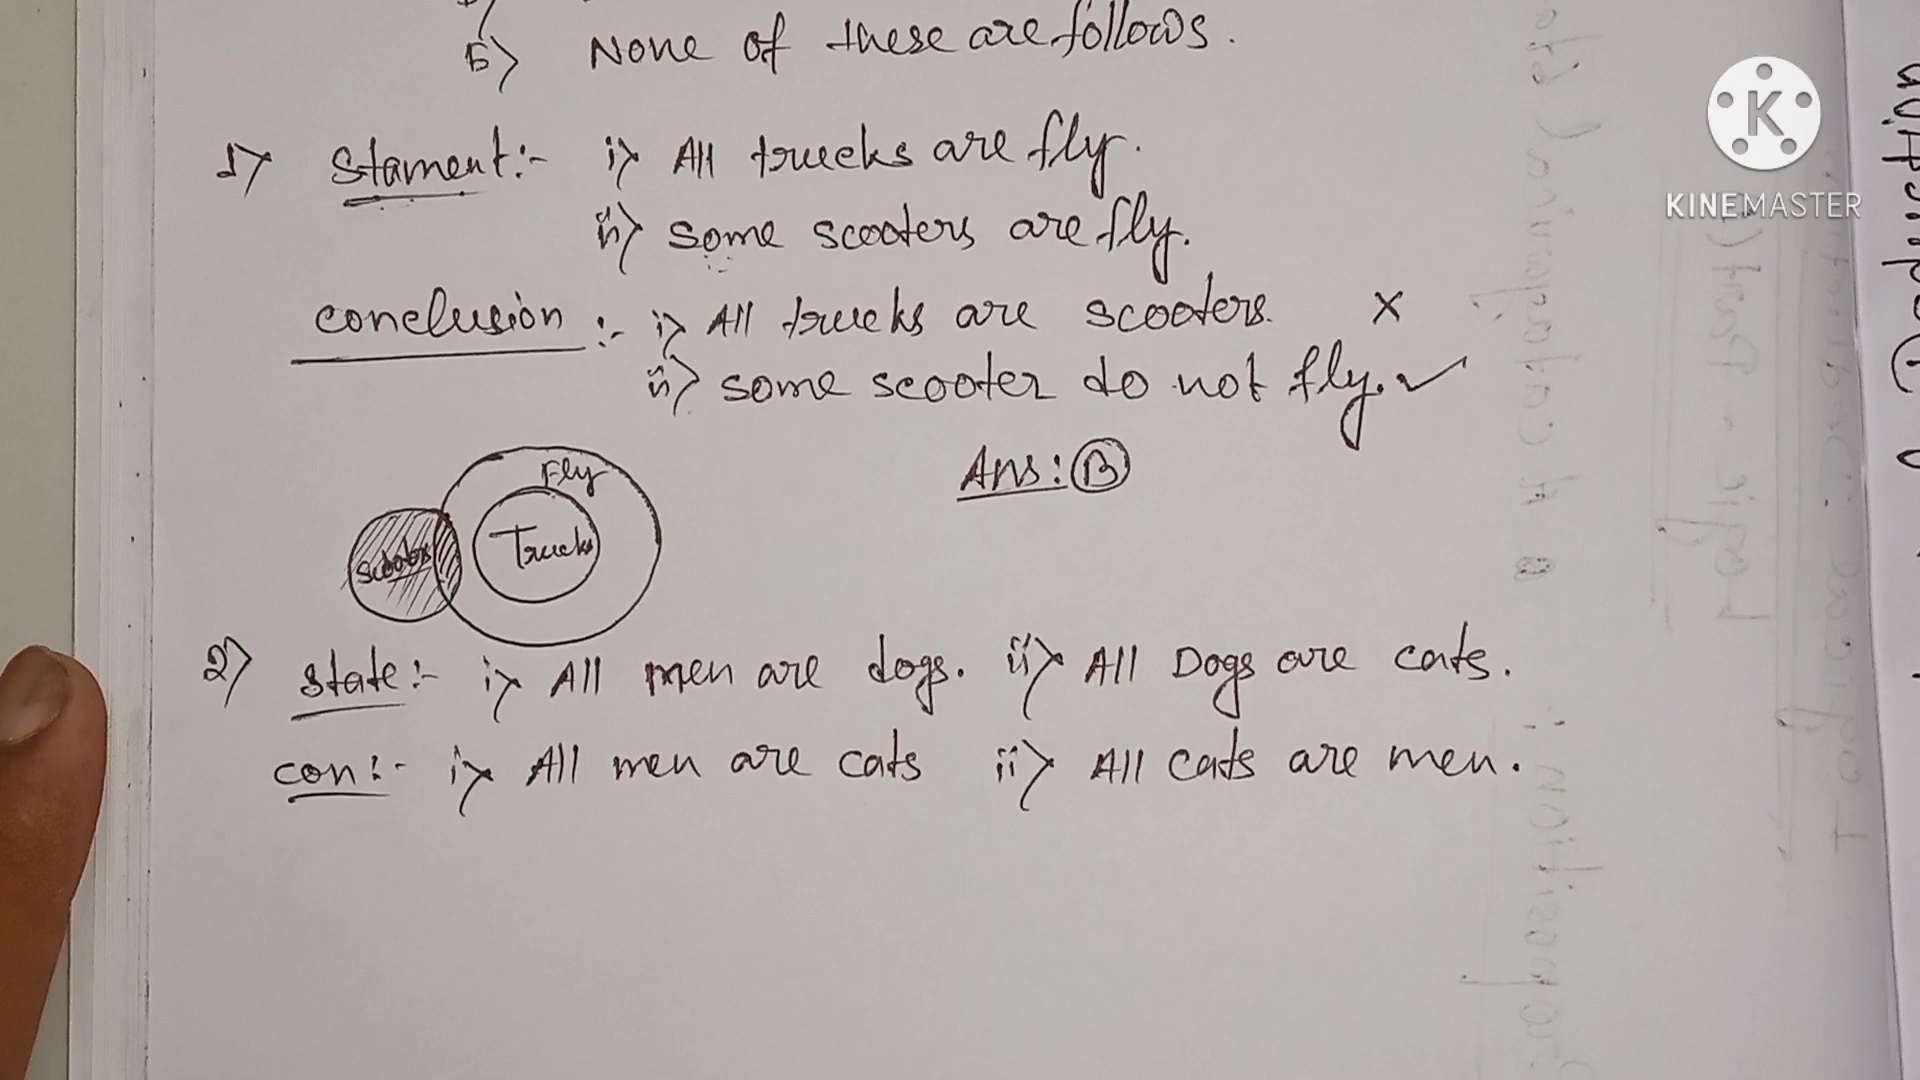 5) None of these are follows.
1) Stament:- i) All trucks are fly.
ii) some scooters are fly.
conclusion:- i) All trucks are scooters. ×
ii) some scooter do not fly. ✓
Ans: B
Fly
Trucks
scooters
2) State:- i) All men are dogs. ii) All Dogs are cats.
con:- i) All men are cats ii) All cats are men.
KINEMASTER